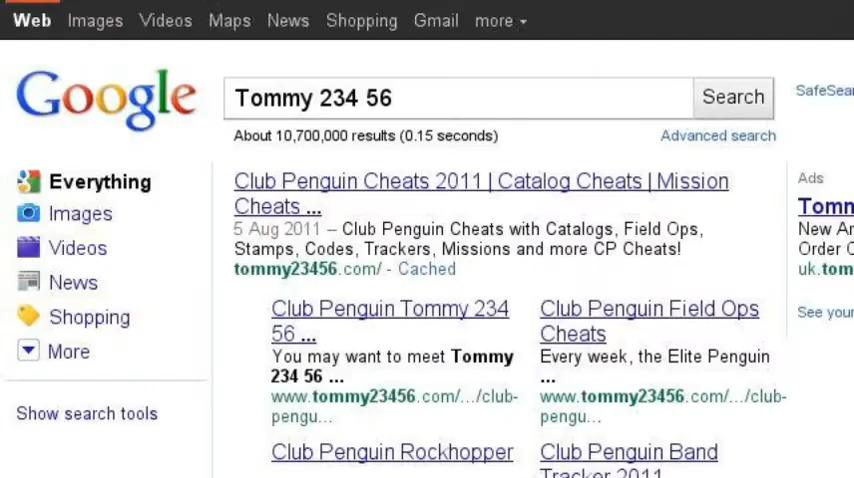 Web Images Videos Maps News Shopping Gmail more
Google
Tommy 234 56
Search
SafeSear
About 10,700,000 results (0.15 seconds)
Advanced search
Everything
Images
Videos
News
Shopping
More
Show search tools
Club Penguin Cheats 2011 | Catalog Cheats | Mission
Cheats ...
5 Aug 2011 – Club Penguin Cheats with Catalogs, Field Ops,
Stamps, Codes, Trackers, Missions and more CP Cheats!
tommy23456.com/ - Cached
Club Penguin Tommy 234
56 ...
You may want to meet Tommy
234 56 ...
www.tommy23456.com/.../club-
pengu...
Club Penguin Rockhopper
Club Penguin Field Ops
Cheats
Every week, the Elite Penguin
...
www.tommy23456.com/.../club-
pengu...
Club Penguin Band
Tracker 2011
Ads
Tomm
New Ar
Order O
uk.tom
See your